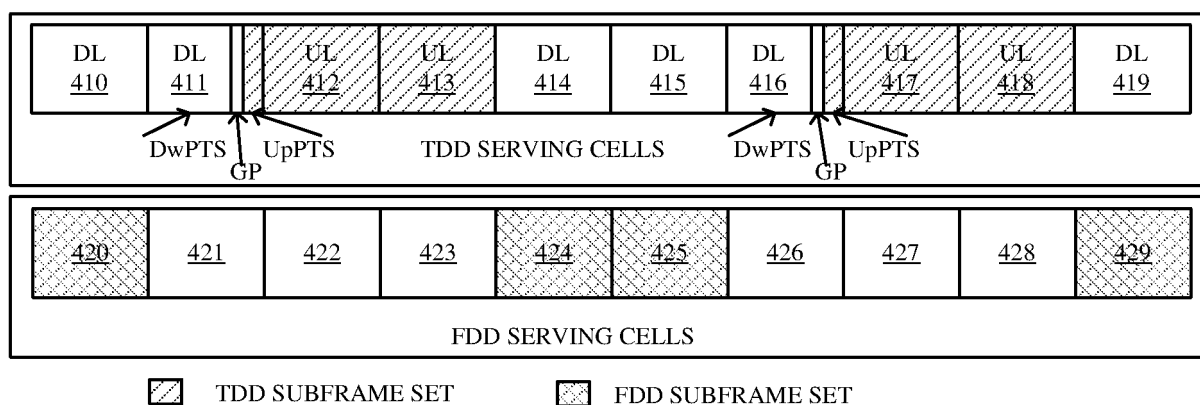 DL DL UL UL DL DL DL UL UL DL
410 411 412 413 414 415 416 417 418 419
DwPTS UpPTS TDD SERVING CELLS DwPTS UpPTS
GP GP
420 421 422 423 424 425 426 427 428 429
FDD SERVING CELLS
TDD SUBFRAME SET FDD SUBFRAME SET